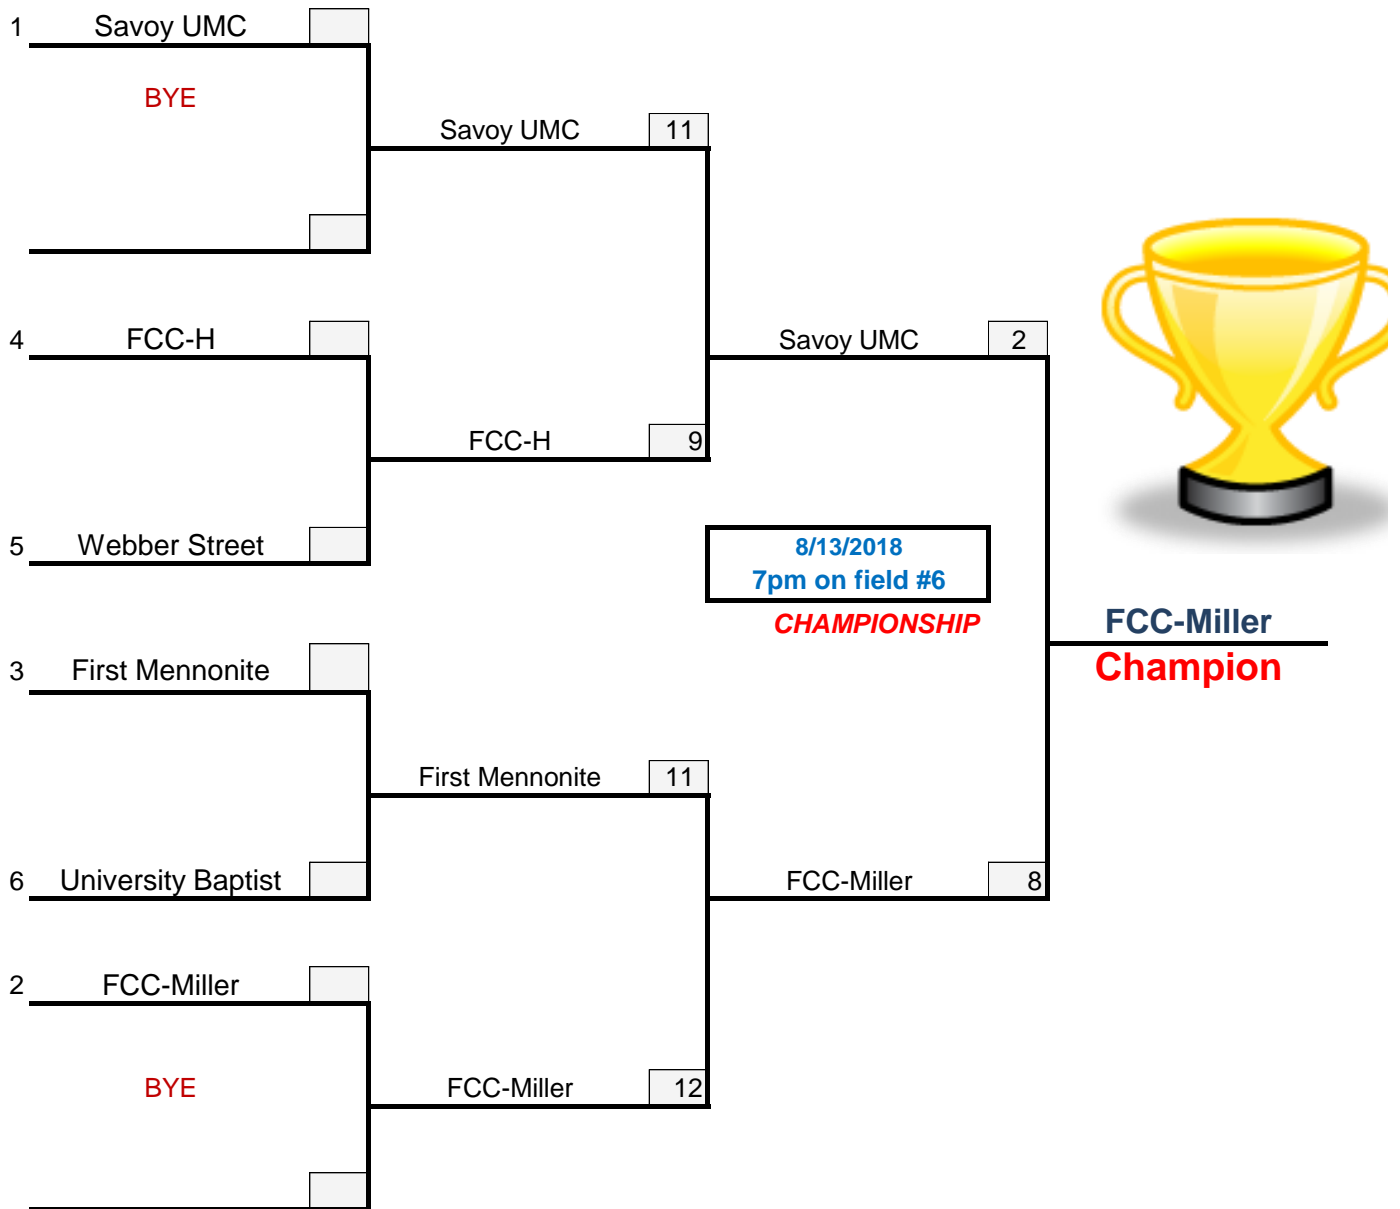 1 Savoy UMC
BYE
Savoy UMC 11
4 FCC-H
Savoy UMC 2
FCC-H 9
5 Webber Street
8/13/2018
7pm on field #6
CHAMPIONSHIP
FCC-Miller
Champion
3 First Mennonite
First Mennonite 11
6 University Baptist
FCC-Miller 8
2 FCC-Miller
BYE
FCC-Miller 12